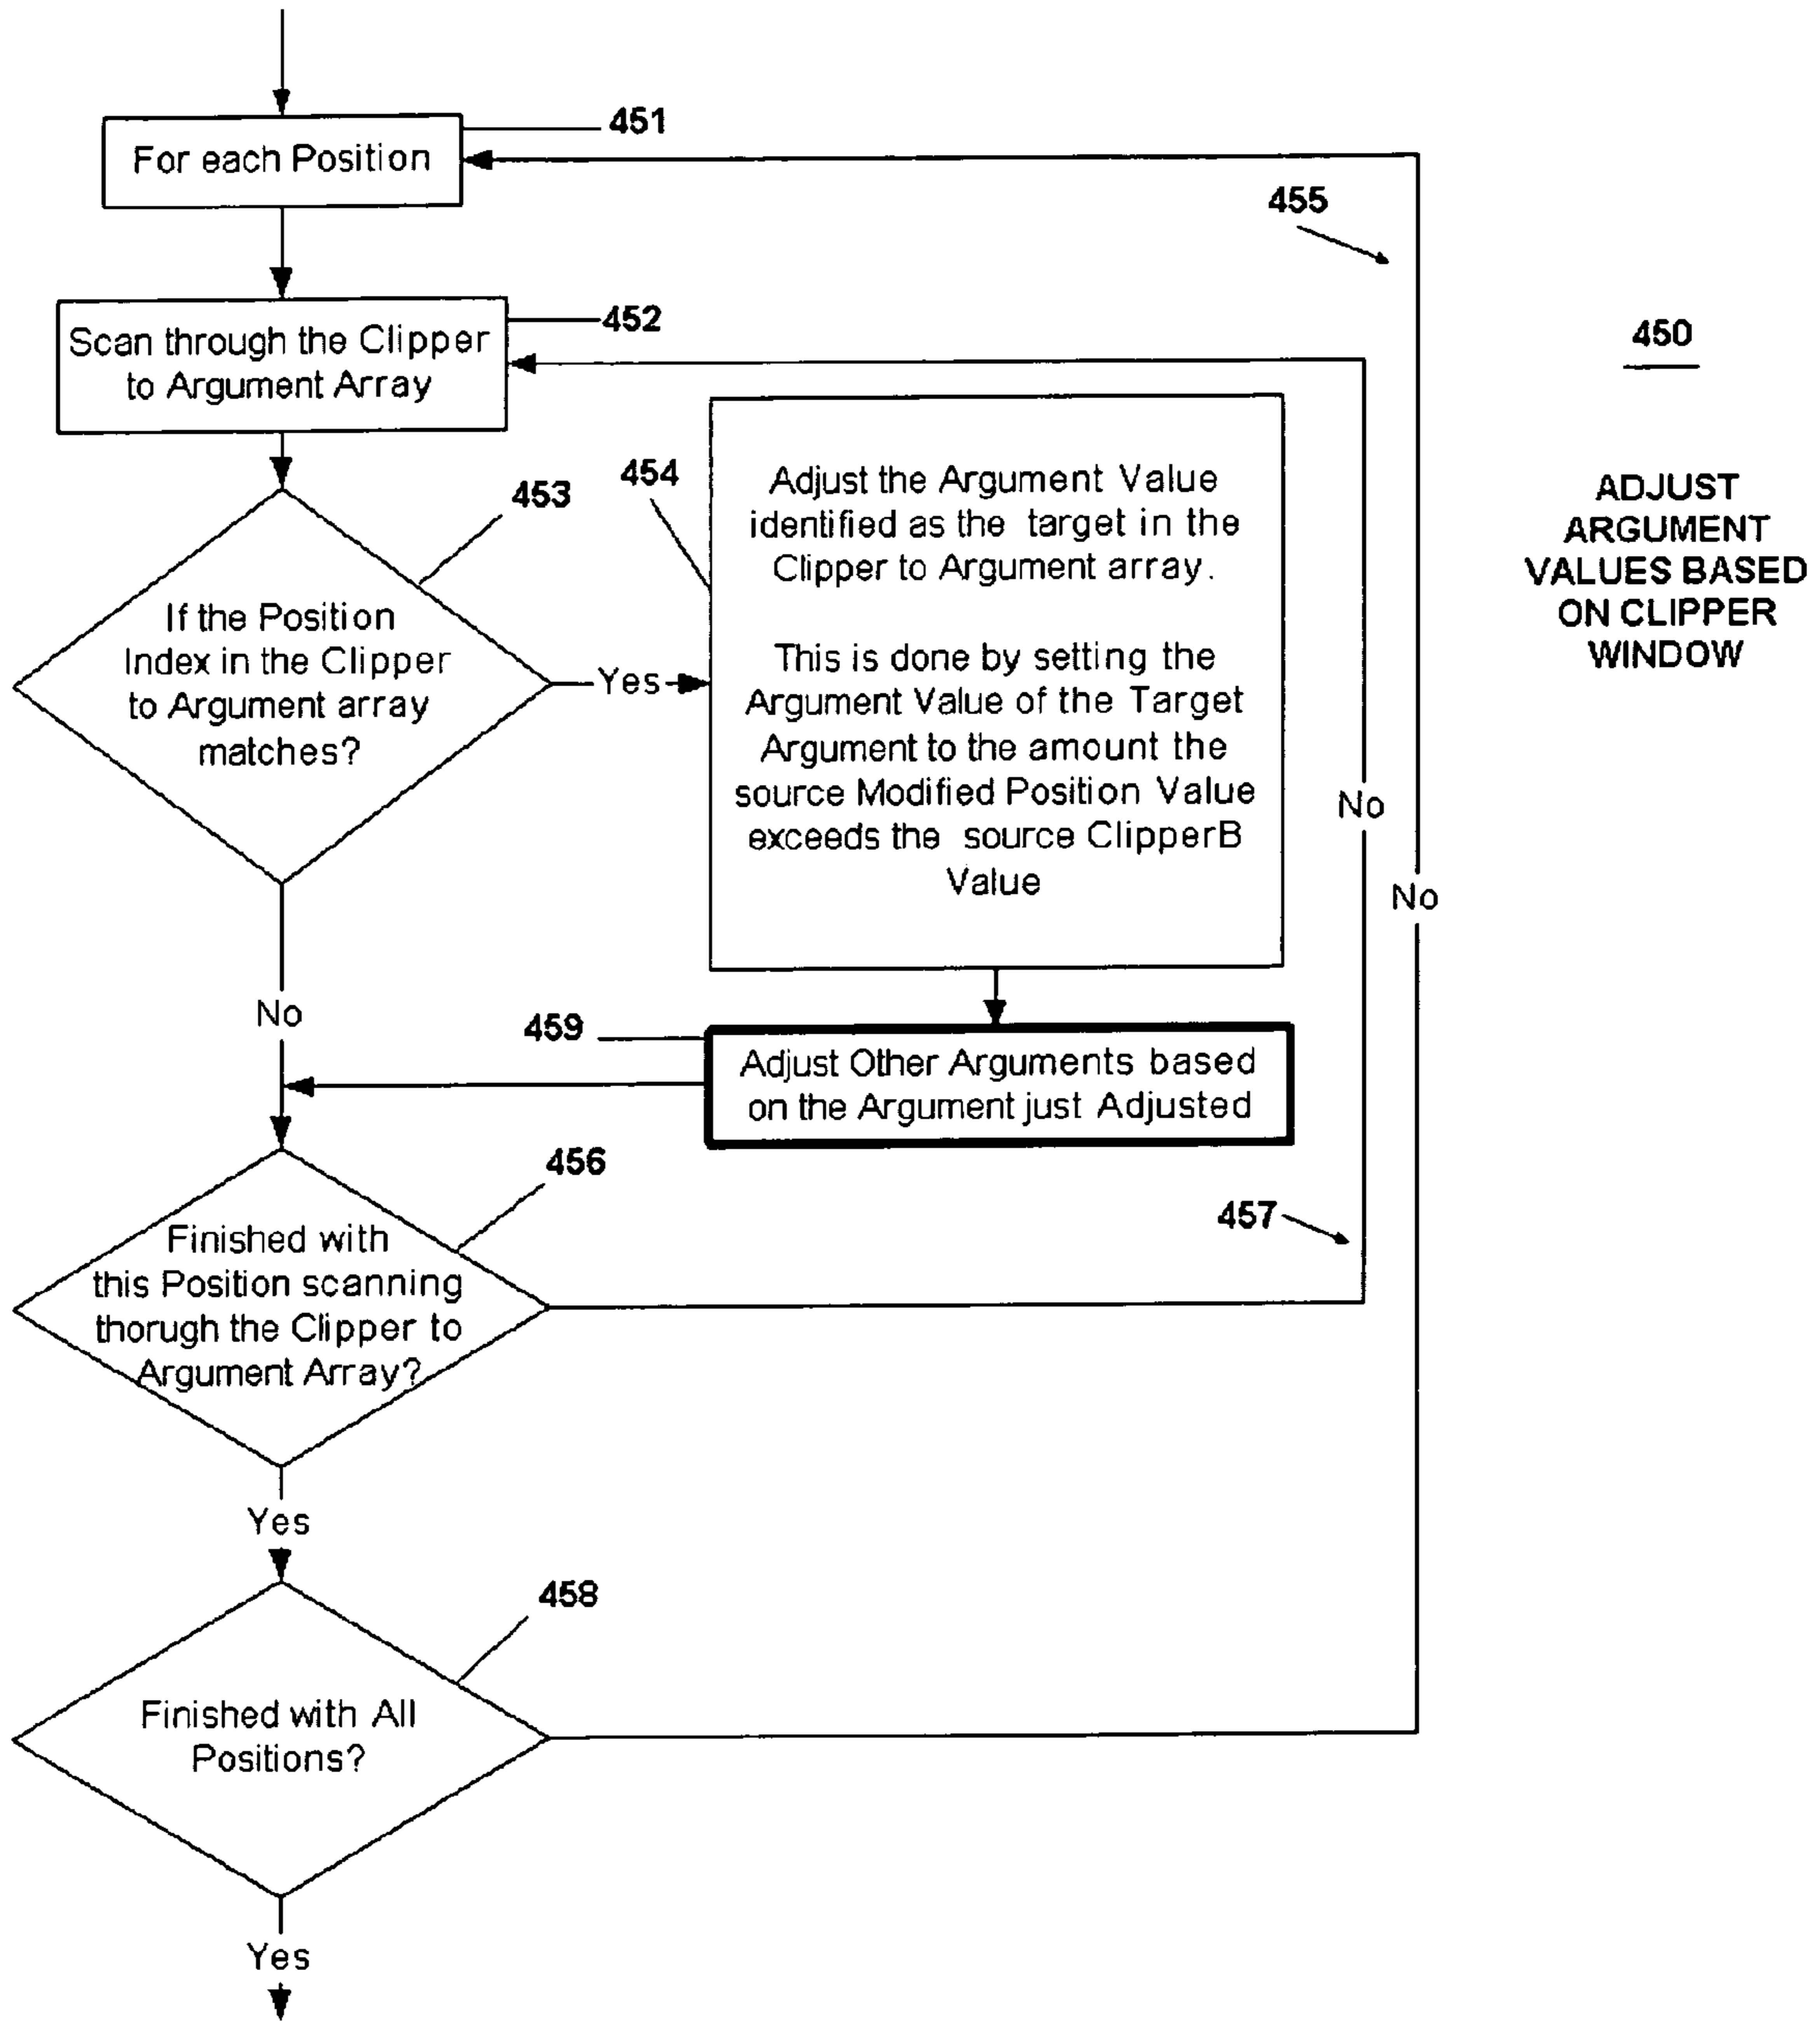 451
For each Position
455
452
Scan through the Clipper
to Argument Array
450
ADJUST
ARGUMENT
VALUES BASED
ON CLIPPER
WINDOW
453
If the Position
Index in the Clipper
to Argument array
matches?
Yes
454
Adjust the Argument Value
identified as the target in the
Clipper to Argument array.
This is done by setting the
Argument Value of the Target
Argument to the amount the
source Modified Position Value
exceeds the source ClipperB
Value
No
No
No
459
Adjust Other Arguments based
on the Argument just Adjusted
456
457
Finished with
this Position scanning
thorugh the Clipper to
Argument Array?
Yes
458
Finished with All
Positions?
Yes